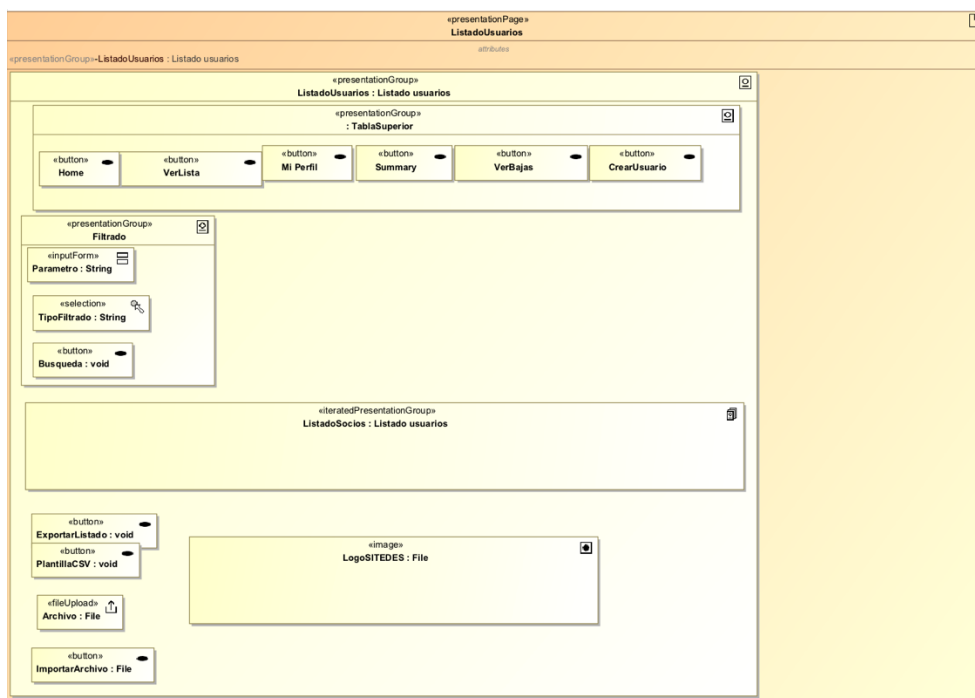 «presentationPage»
ListadoUsuarios
attributes
«presentationGroup»-ListadoUsuarios : Listado usuarios
«presentationGroup»
ListadoUsuarios : Listado usuarios
«presentationGroup»
: TablaSuperior
«button»
Home
«button»
VerLista
«button»
Mi Perfil
«button»
Summary
«button»
VerBajas
«button»
CrearUsuario
«presentationGroup»
Filtrado
«inputForm»
Parametro : String
«selection»
TipoFiltrado : String
«button»
Busqueda : void
«iteratedPresentationGroup»
ListadoSocios : Listado usuarios
«button»
ExportarListado : void
«button»
PlantillaCSV : void
«image»
LogoSITEDES : File
«fileUpload»
Archivo : File
«button»
ImportarArchivo : File